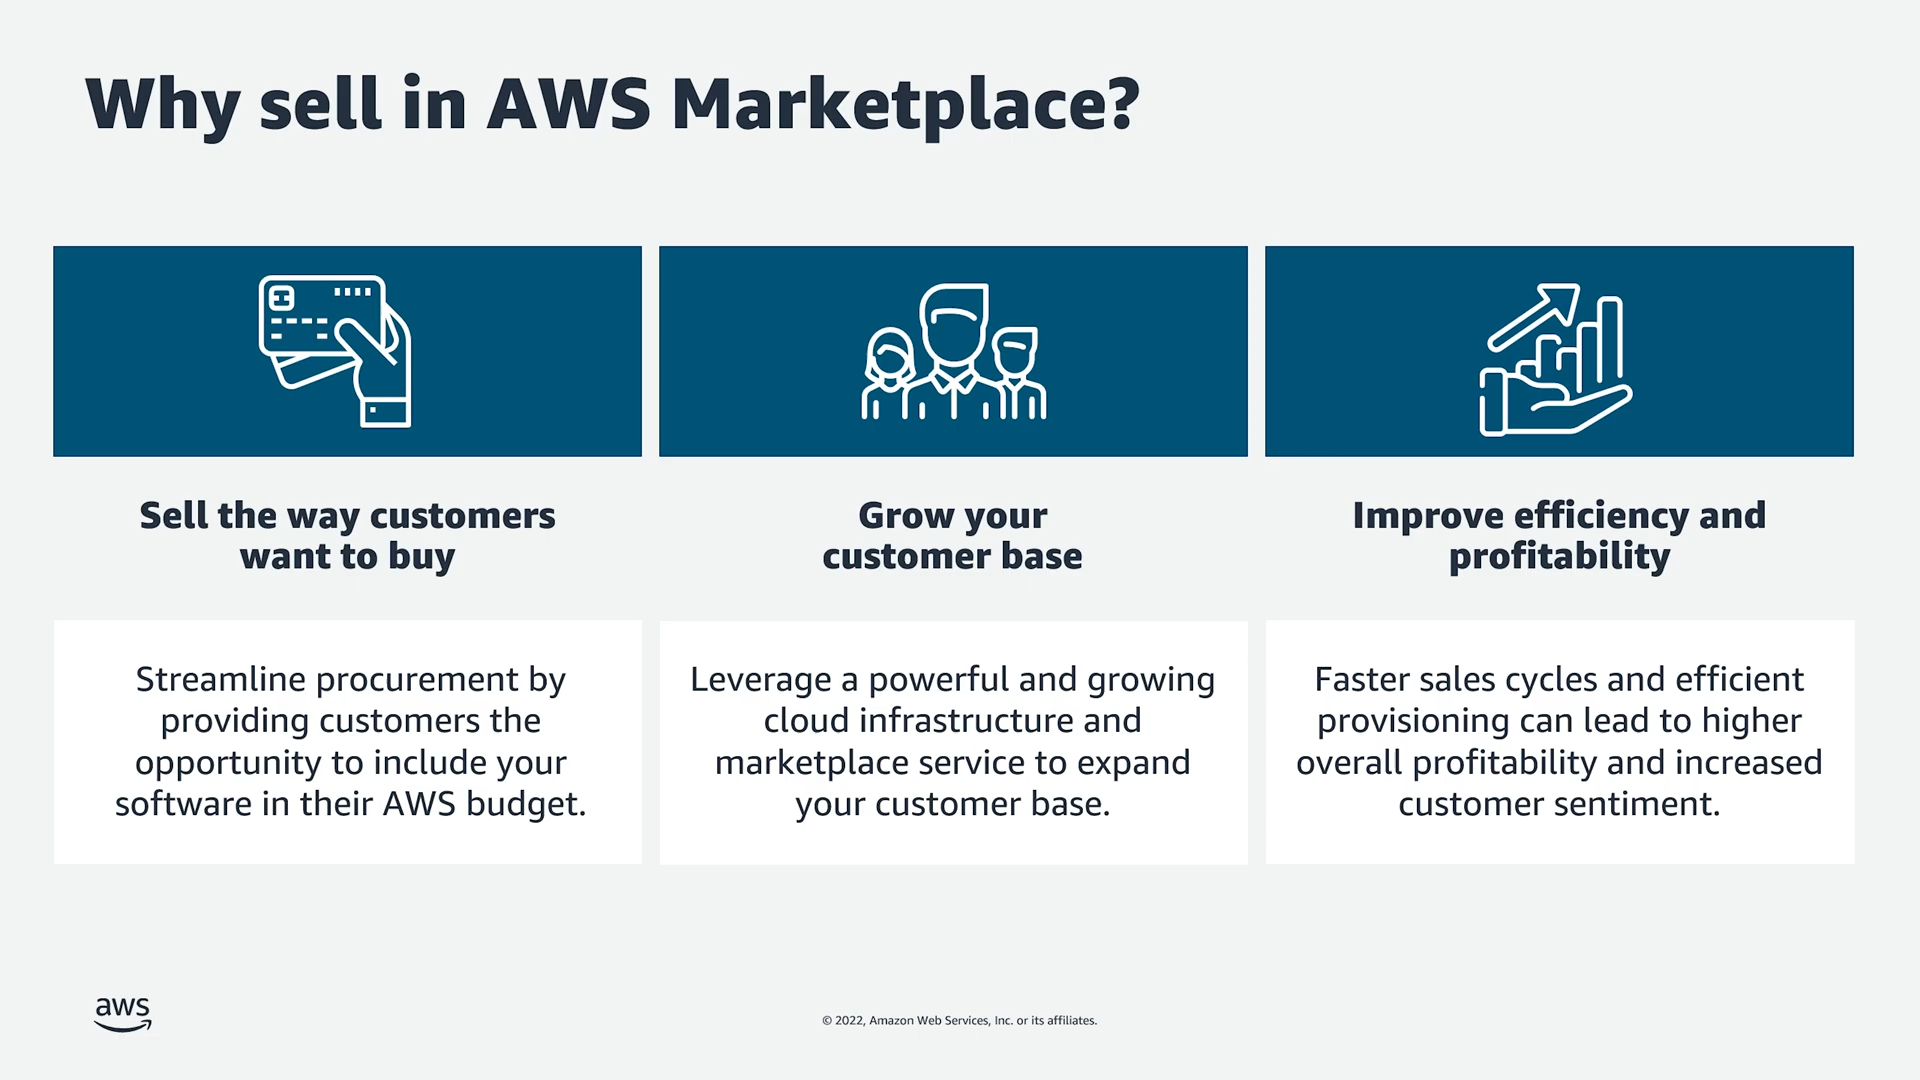 Why sell in AWS Marketplace?
Sell the way customers
want to buy
Streamline procurement by
providing customers the
opportunity to include your
software in their AWS budget.
Grow your
customer base
Leverage a powerful and growing
cloud infrastructure and
marketplace service to expand
your customer base.
Improve efficiency and
profitability
Faster sales cycles and efficient
provisioning can lead to higher
overall profitability and increased
customer sentiment.
aws
© 2022, Amazon Web Services, Inc. or its affiliates.